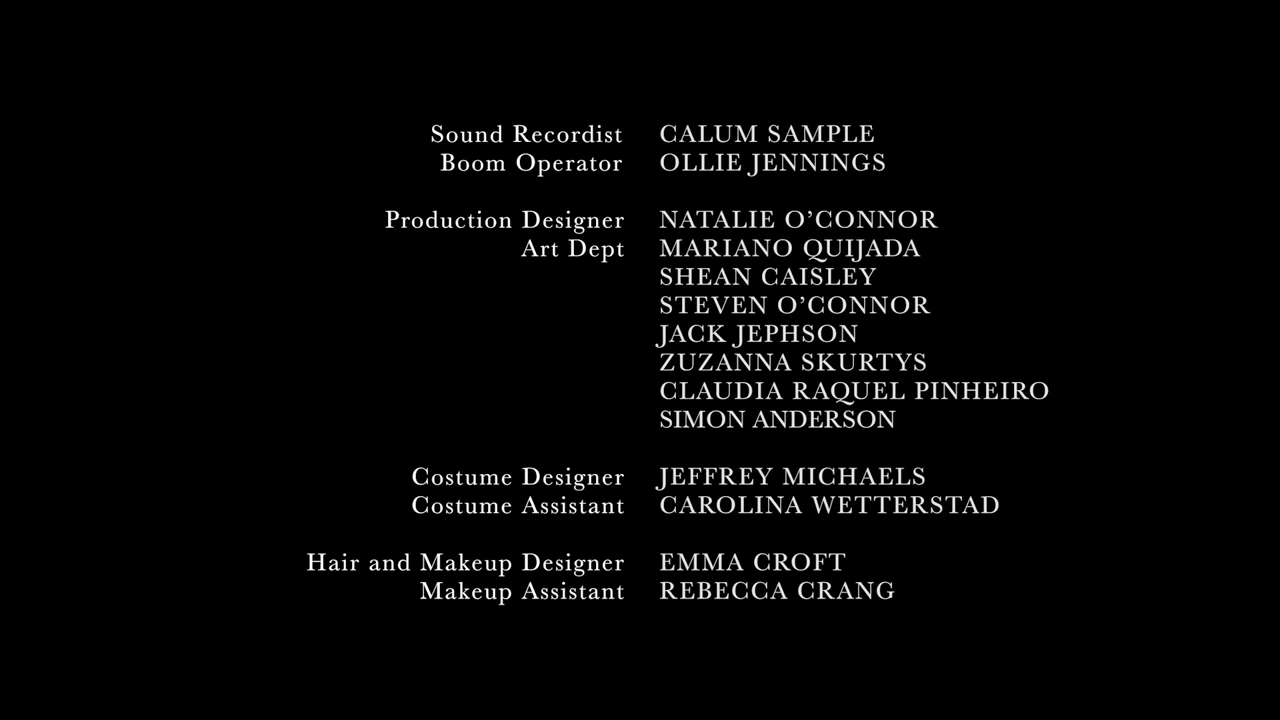 Sound Recordist CALUM SAMPLE
Boom Operator OLLIE JENNINGS
Production Designer NATALIE O’CONNOR
Art Dept MARIANO QUIJADA
SHEAN CAISLEY
STEVEN O’CONNOR
JACK JEPHSON
ZUZANNA SKURTYS
CLAUDIA RAQUEL PINHEIRO
SIMON ANDERSON
Costume Designer JEFFREY MICHAELS
Costume Assistant CAROLINA WETTERSTAD
Hair and Makeup Designer EMMA CROFT
Makeup Assistant REBECCA CRANG